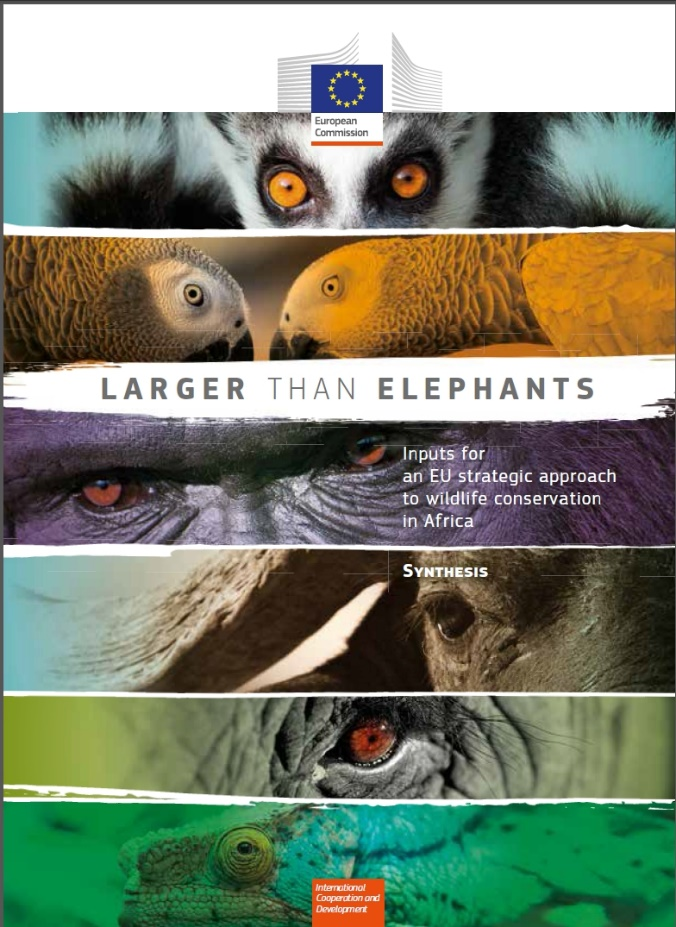 European
Commission
LARGER THAN ELEPHANTS
Inputs for
an EU strategic approach
to wildlife conservation
in Africa
SYNTHESIS
International
Cooperation and
Development